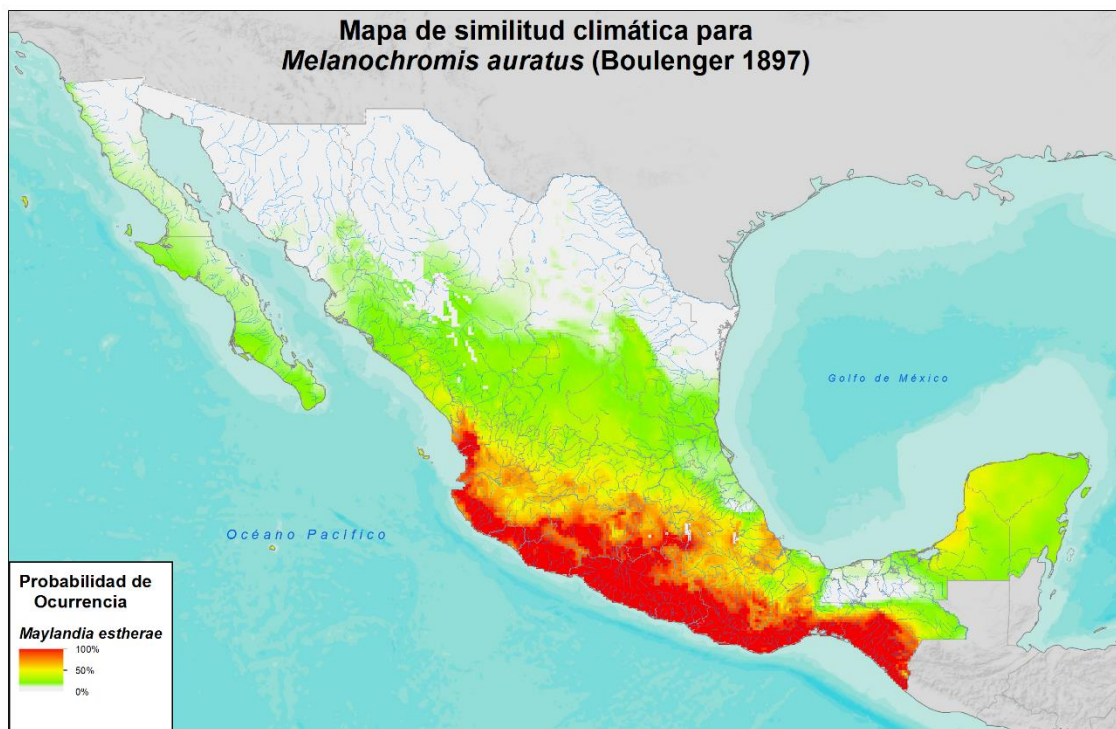 Mapa de similitud climática para
Melanochromis auratus (Boulenger 1897)
Golfo de México
Océano Pacífico
Probabilidad de
Ocurrencia
Maylandia estherae
100%
50%
0%